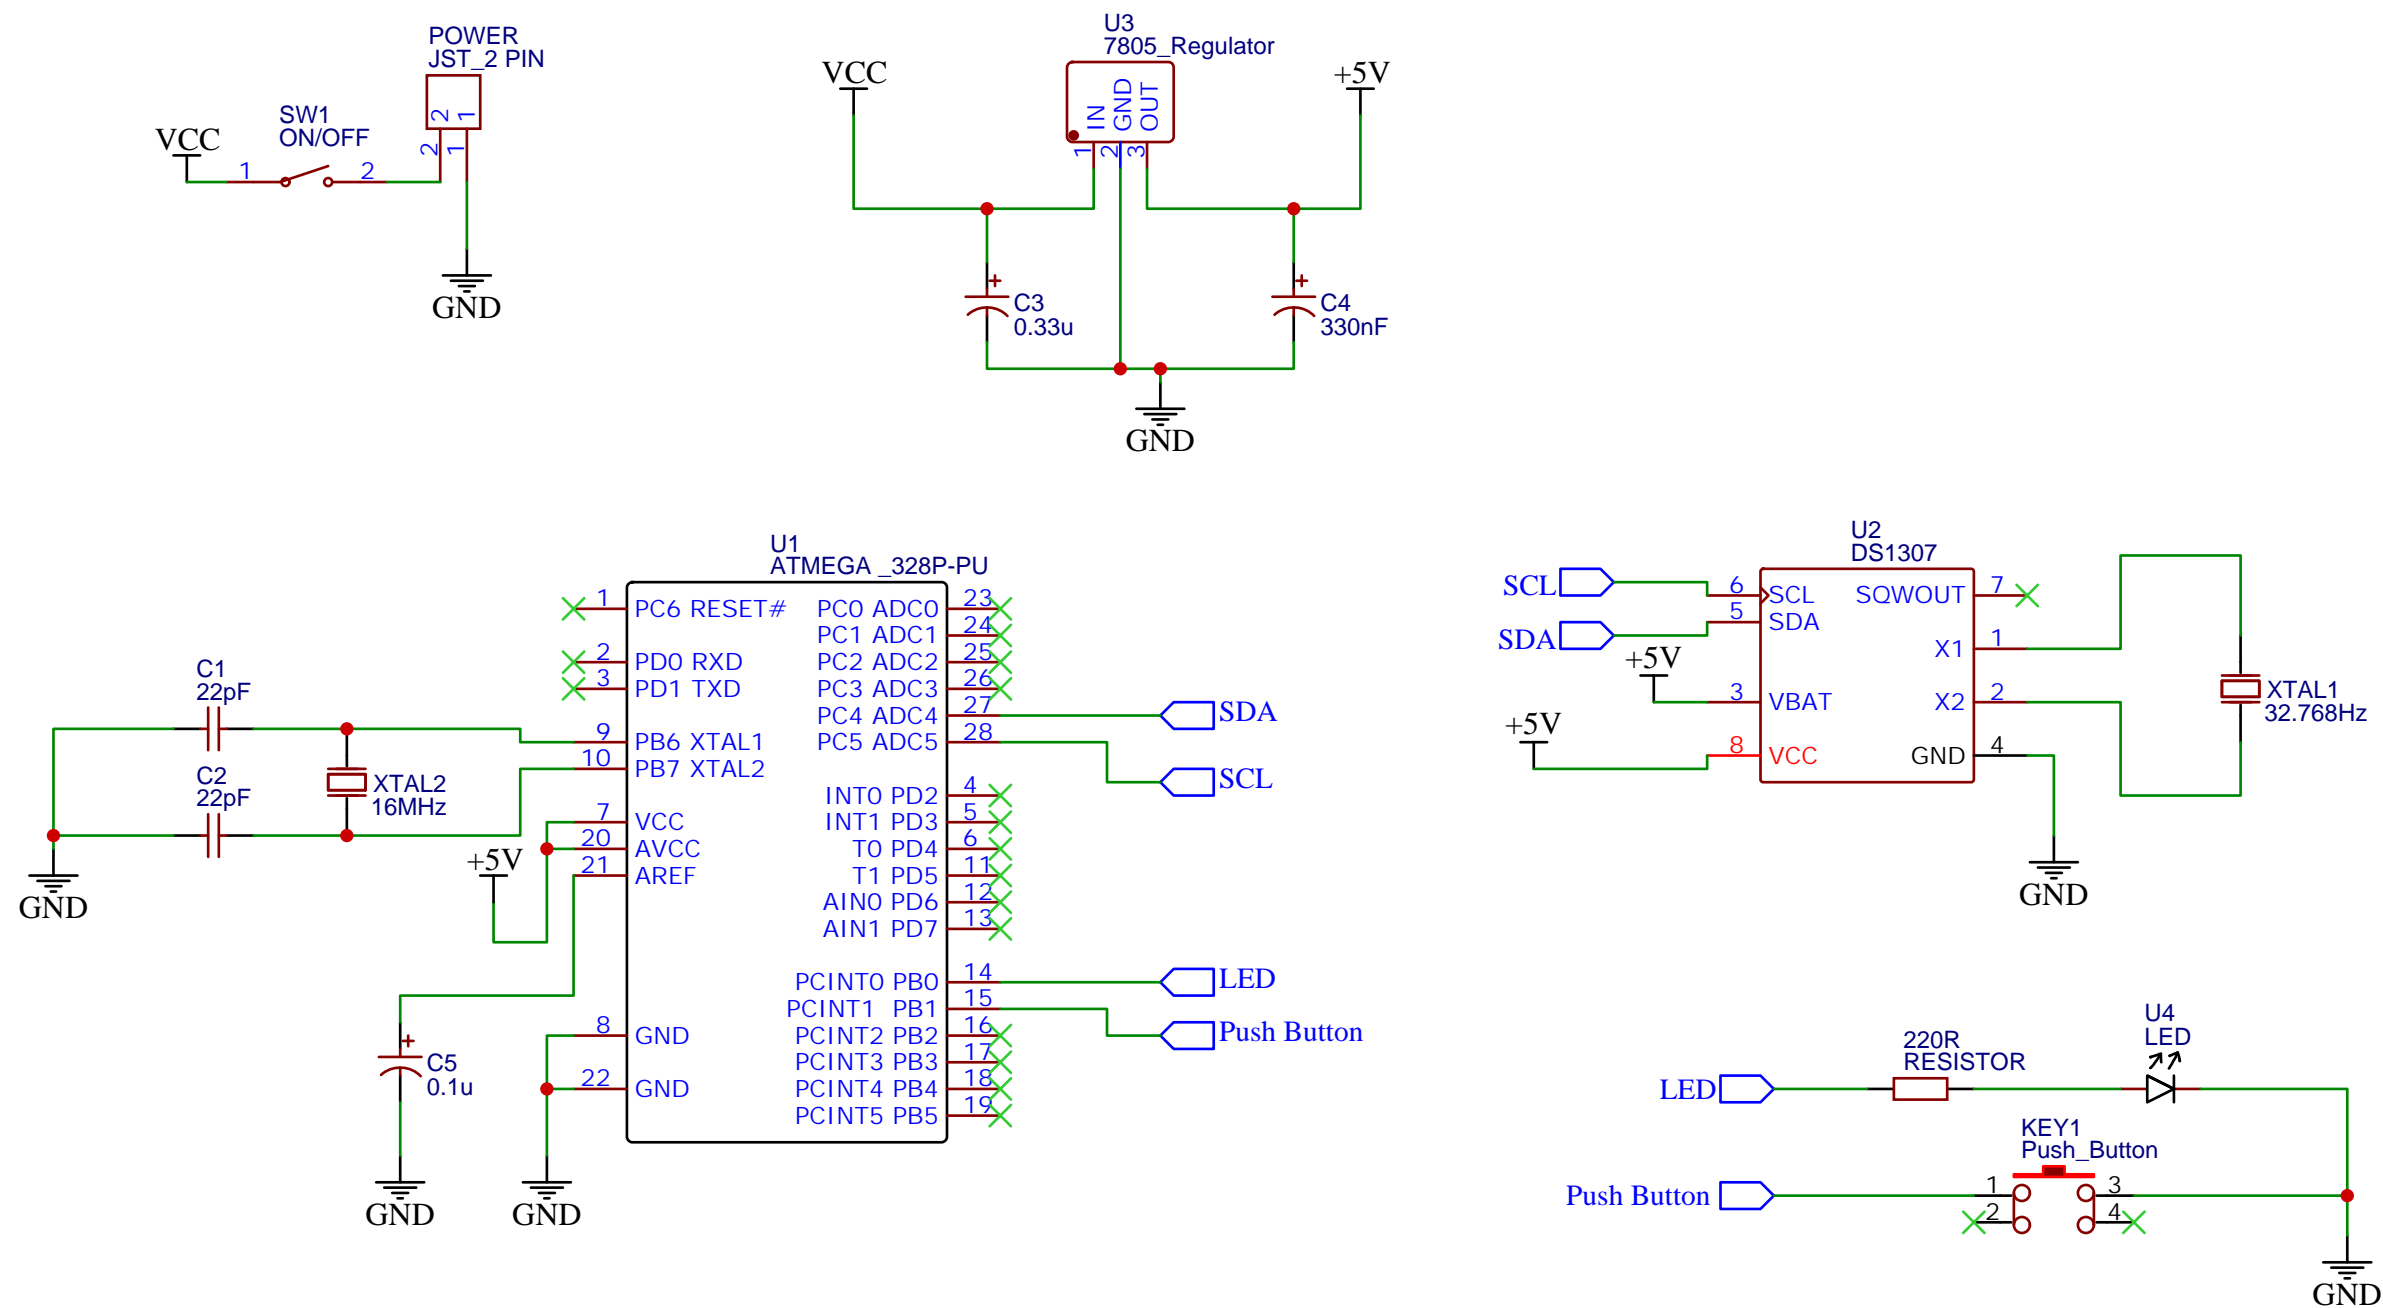 POWER
JST_2 PIN
2
1
2
1
SW1
ON/OFF
VCC
1
2
GND
U3
7805_Regulator
VCC
+5V
IN
GND
OUT
1
2
3
C3
0.33u
C4
330nF
GND
U1
ATMEGA _328P-PU
1
PC6 RESET#
2
PD0 RXD
3
PD1 TXD
9
PB6 XTAL1
10
PB7 XTAL2
7
VCC
20
AVCC
21
AREF
8
GND
22
GND
PC0 ADC0
23
PC1 ADC1
24
PC2 ADC2
25
PC3 ADC3
26
PC4 ADC4
27
PC5 ADC5
28
INT0 PD2
4
INT1 PD3
5
T0 PD4
6
T1 PD5
11
AIN0 PD6
12
AIN1 PD7
13
PCINT0 PB0
14
PCINT1 PB1
15
PCINT2 PB2
16
PCINT3 PB3
17
PCINT4 PB4
18
PCINT5 PB5
19
SDA
SCL
LED
Push Button
C1
22pF
C2
22pF
XTAL2
16MHz
GND
+5V
C5
0.1u
GND
GND
U2
DS1307
SCL
6
SCL
SDA
5
SDA
+5V
3
VBAT
+5V
8
VCC
SQWOUT
7
X1
1
X2
2
GND
4
XTAL1
32.768Hz
GND
U4
LED
220R
RESISTOR
LED
KEY1
Push_Button
Push Button
1
2
3
4
GND